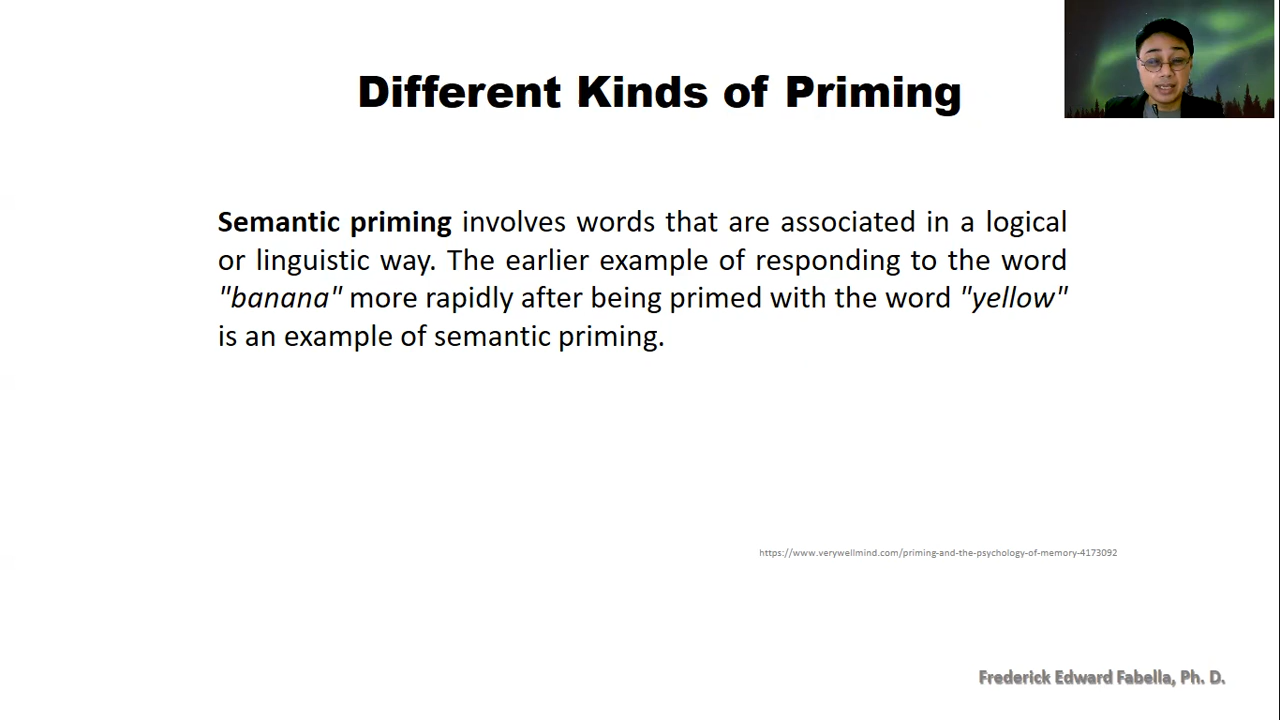 Different Kinds of Priming
Semantic priming involves words that are associated in a logical
or linguistic way. The earlier example of responding to the word
"banana" more rapidly after being primed with the word "yellow"
is an example of semantic priming.
https://www.verywellmind.com/priming-and-the-psychology-of-memory-4173092
Frederick Edward Fabella, Ph. D.